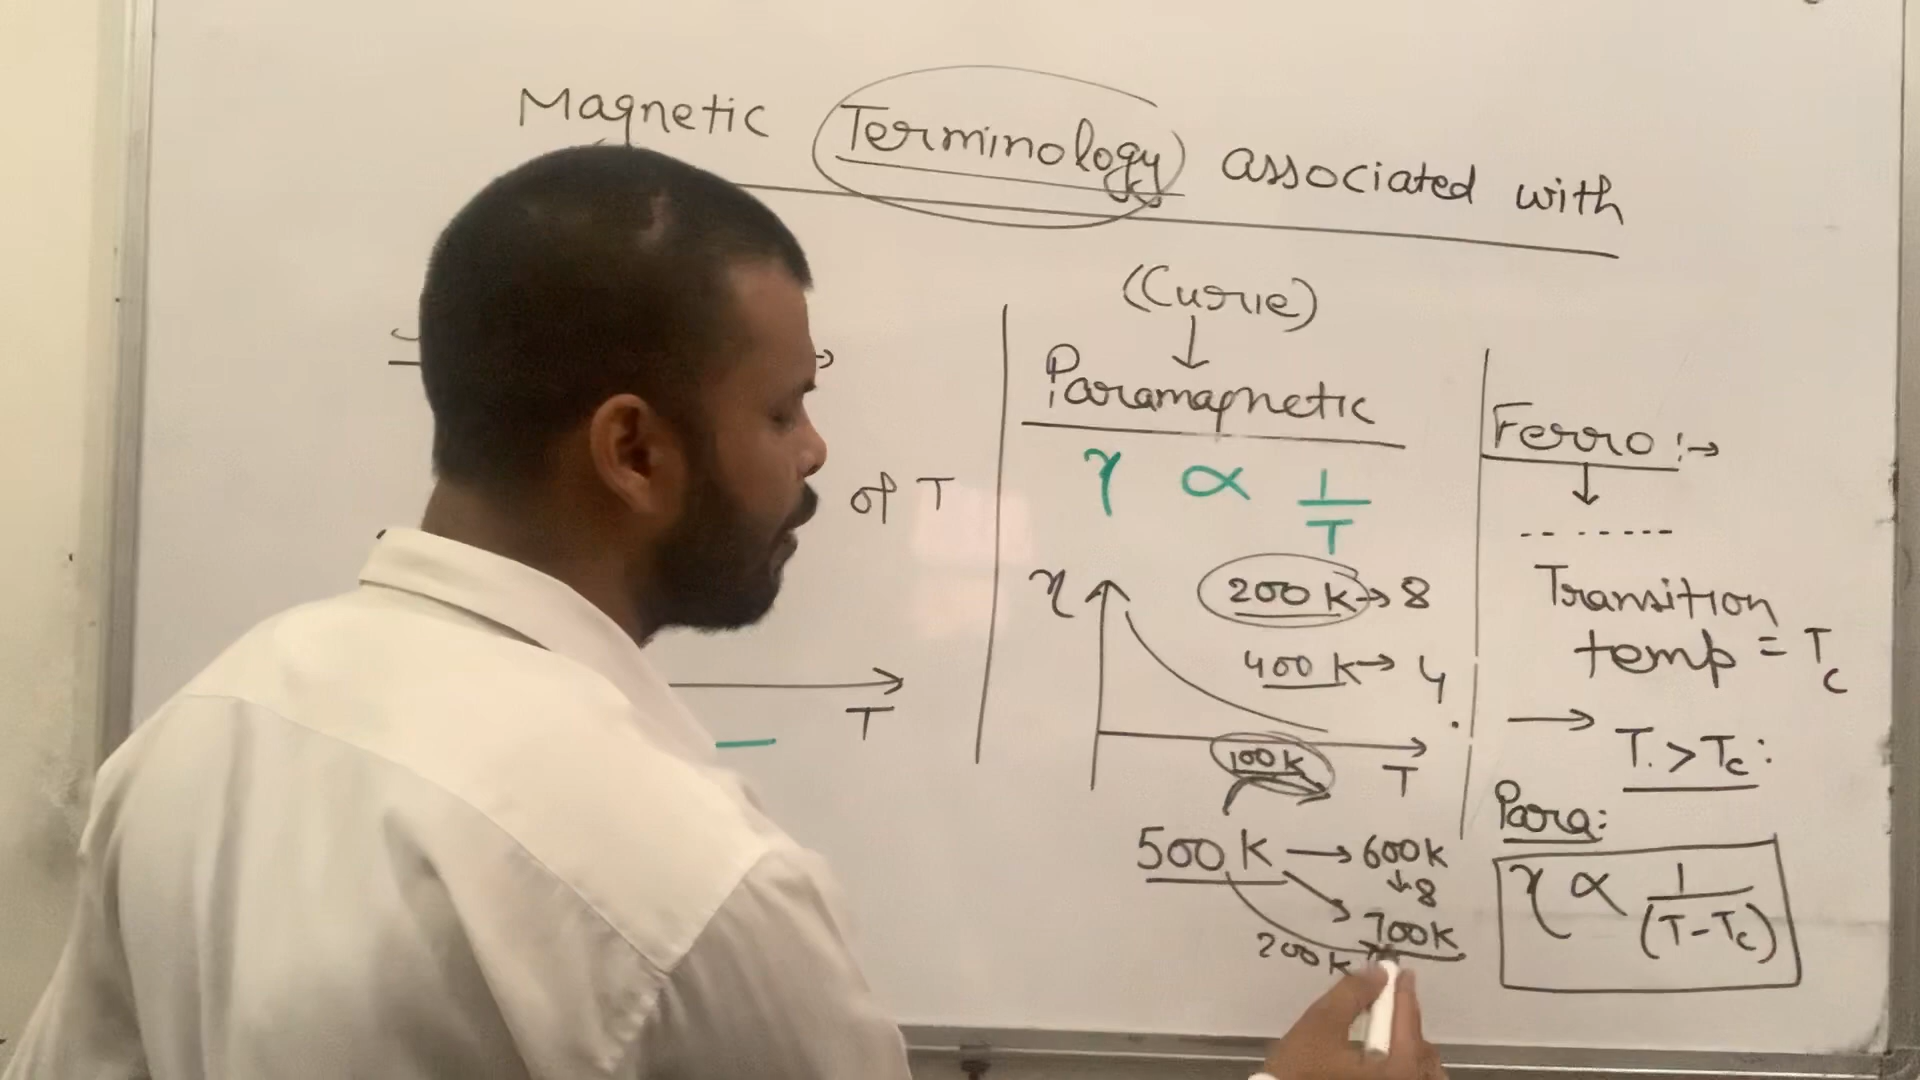 Magnetic Terminology associated with
of T
T
(Curie)
Paramagnetic
χ ∝ 1/T
χ
200 K → 8
400 K → 4
T
100 K
500 K → 600 K
↓ 8
700 K
200 K
Ferro :→
Transition
temp = Tc
→ T > Tc :
Para:
χ ∝ 1/(T - Tc)